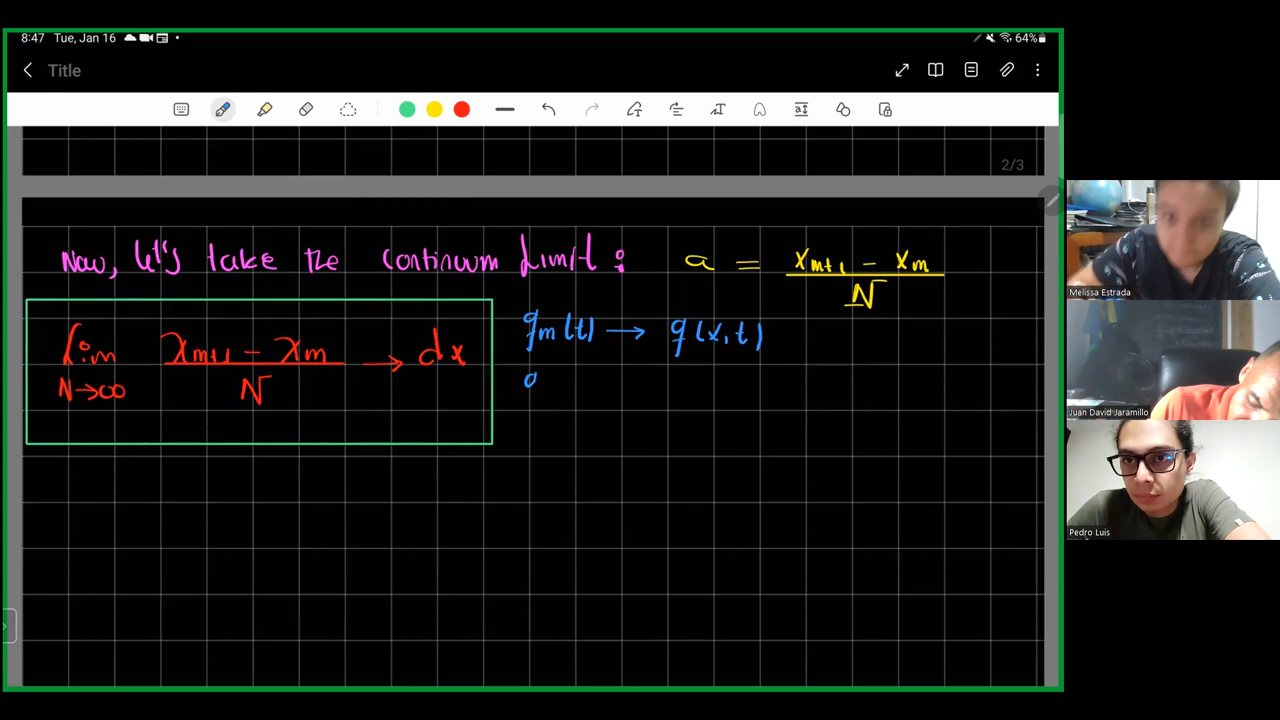 8:47 Tue, Jan 16 64%
Title
2/3
Now, let's take the continuum Limit : a = (x_{m+1} - x_m) / N
Lim N→∞ (x_{m+1} - x_m) / N → dx
q_m(t) → q(x,t)
Melissa Estrada
Juan David Jaramillo
Pedro Luis